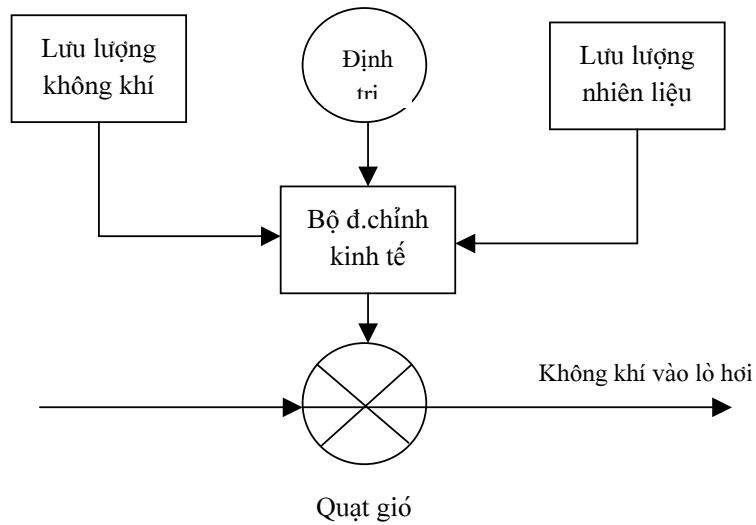 Lưu lượng
không khí
Định
trị
Lưu lượng
nhiên liệu
Bộ đ.chỉnh
kinh tế
Không khí vào lò hơi
Quạt gió